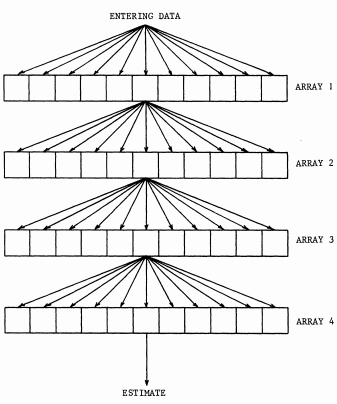 ENTERING DATA
ARRAY 1
ARRAY 2
ARRAY 3
ARRAY 4
ESTIMATE